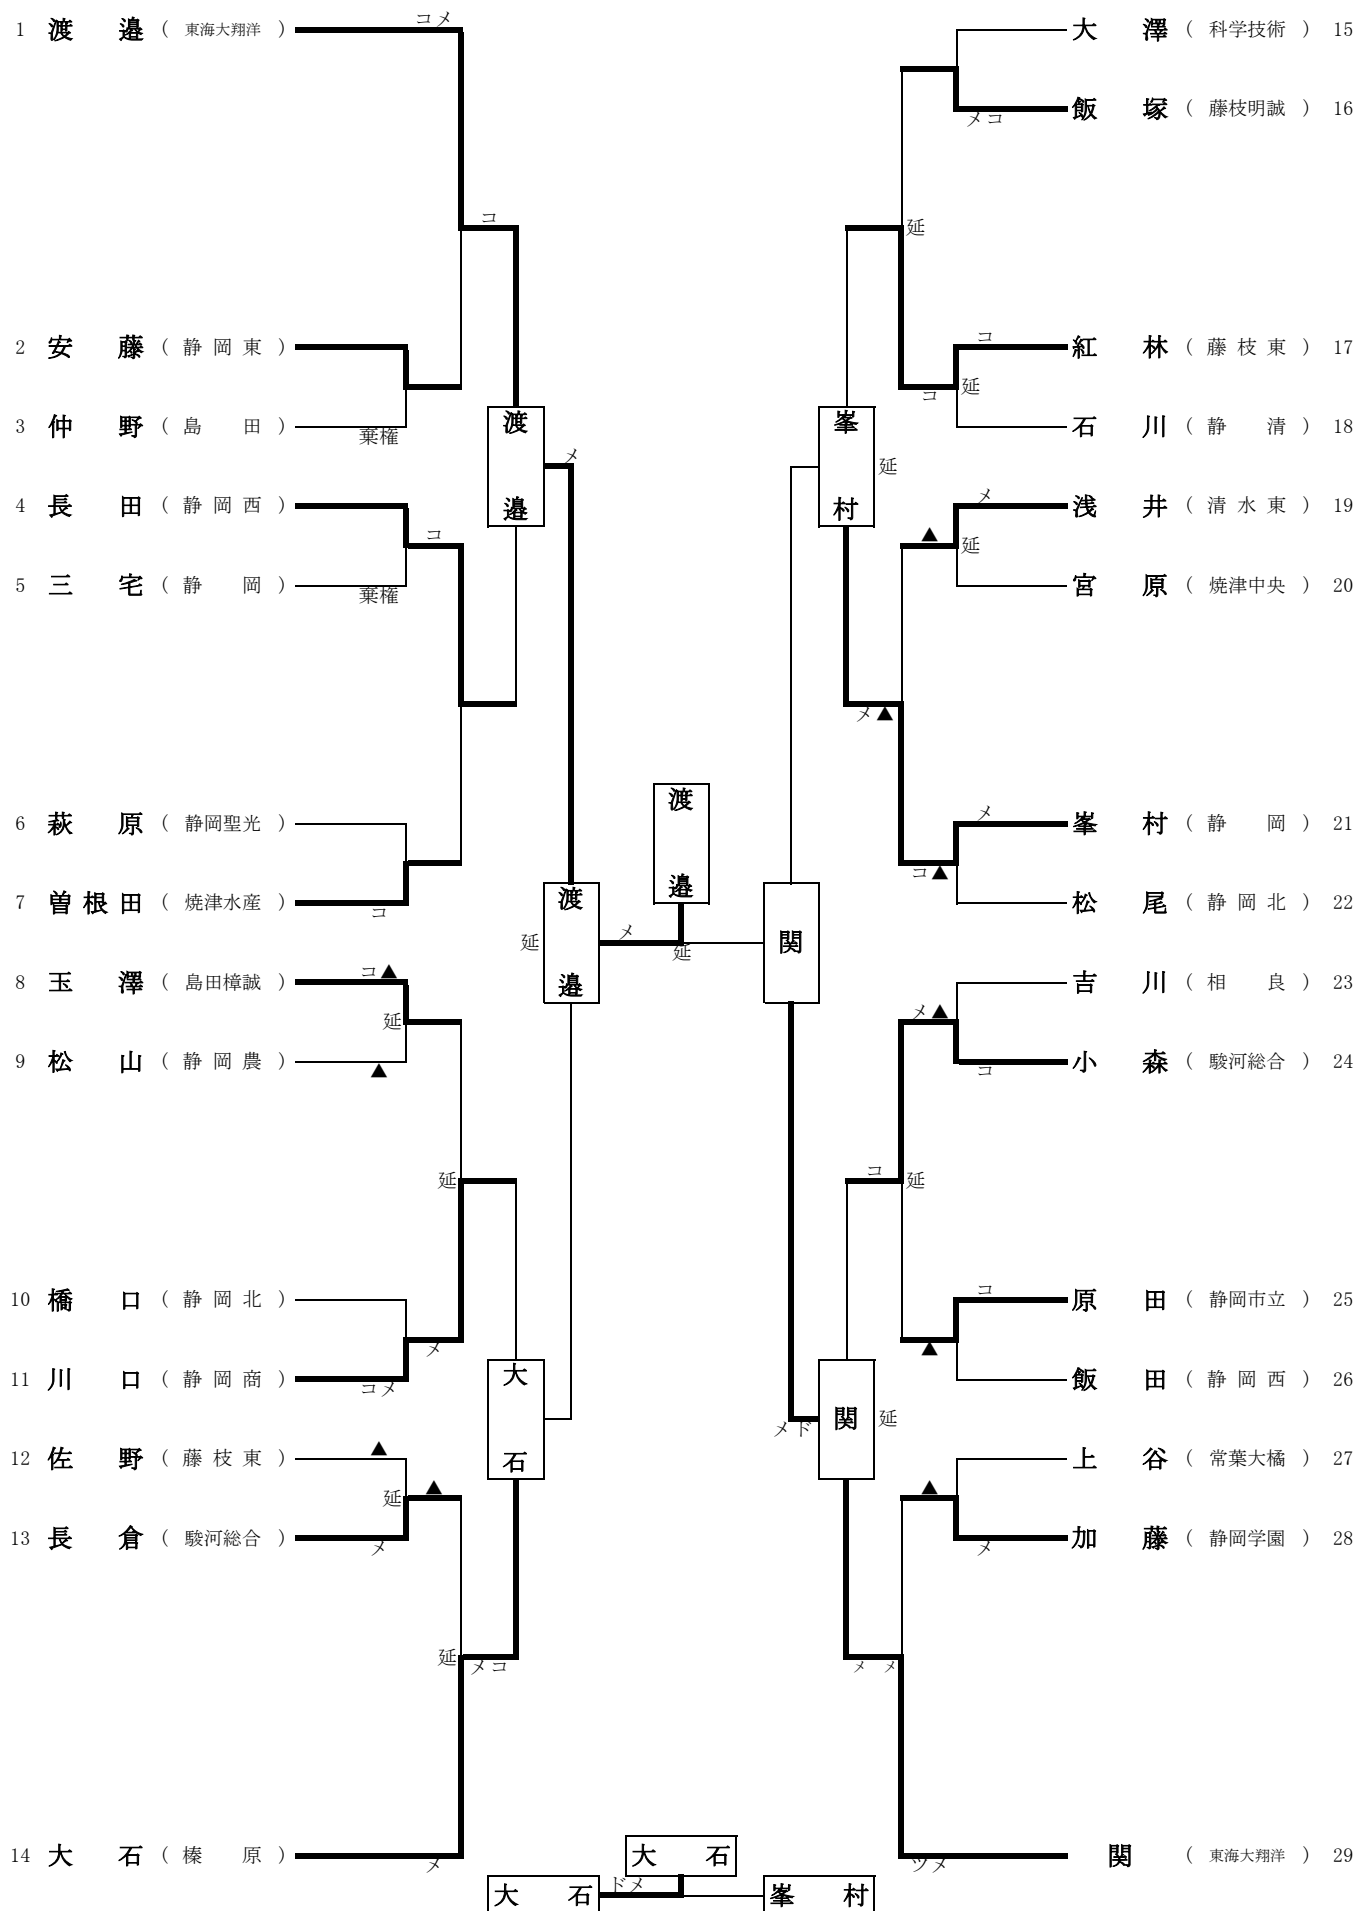 1 渡邉 （ 東海大翔洋 ） コメ
2 安藤 （ 静岡東 ）
3 仲野 （ 島田 ） 棄権
4 長田 （ 静岡西 ）
5 三宅 （ 静岡 ） 棄権
6 萩原 （ 静岡聖光 ）
7 曽根田 （ 焼津水産 ） コ
8 玉澤 （ 島田樟誠 ） コ▲
延
9 松山 （ 静岡農 ） ▲
10 橋口 （ 静岡北 ）
11 川口 （ 静岡商 ） コメ
12 佐野 （ 藤枝東 ） ▲
延
13 長倉 （ 駿河総合 ） メ
14 大石 （ 榛原 ） メ
コ
コ
メ
▲
延
延
メコ
渡邉
メ
大石
渡邉
延
メ
渡邉
延
関
大澤 （ 科学技術 ） 15
メコ 飯塚 （ 藤枝明誠 ） 16
コ 紅林 （ 藤枝東 ） 17
延
石川 （ 静清 ） 18
メ 浅井 （ 清水東 ） 19
延
宮原 （ 焼津中央 ） 20
メ 峯村 （ 静岡 ） 21
松尾 （ 静岡北 ） 22
吉川 （ 相良 ） 23
コ 小森 （ 駿河総合 ） 24
コ 原田 （ 静岡市立 ） 25
飯田 （ 静岡西 ） 26
上谷 （ 常葉大橘 ） 27
メ 加藤 （ 静岡学園 ） 28
ツメ 関 （ 東海大翔洋 ） 29
延
コ
▲
メ▲
コ▲
メ▲
コ 延
▲
▲
メメ
峯村
延
関
延
メド
大石
大石 ドメ 峯村